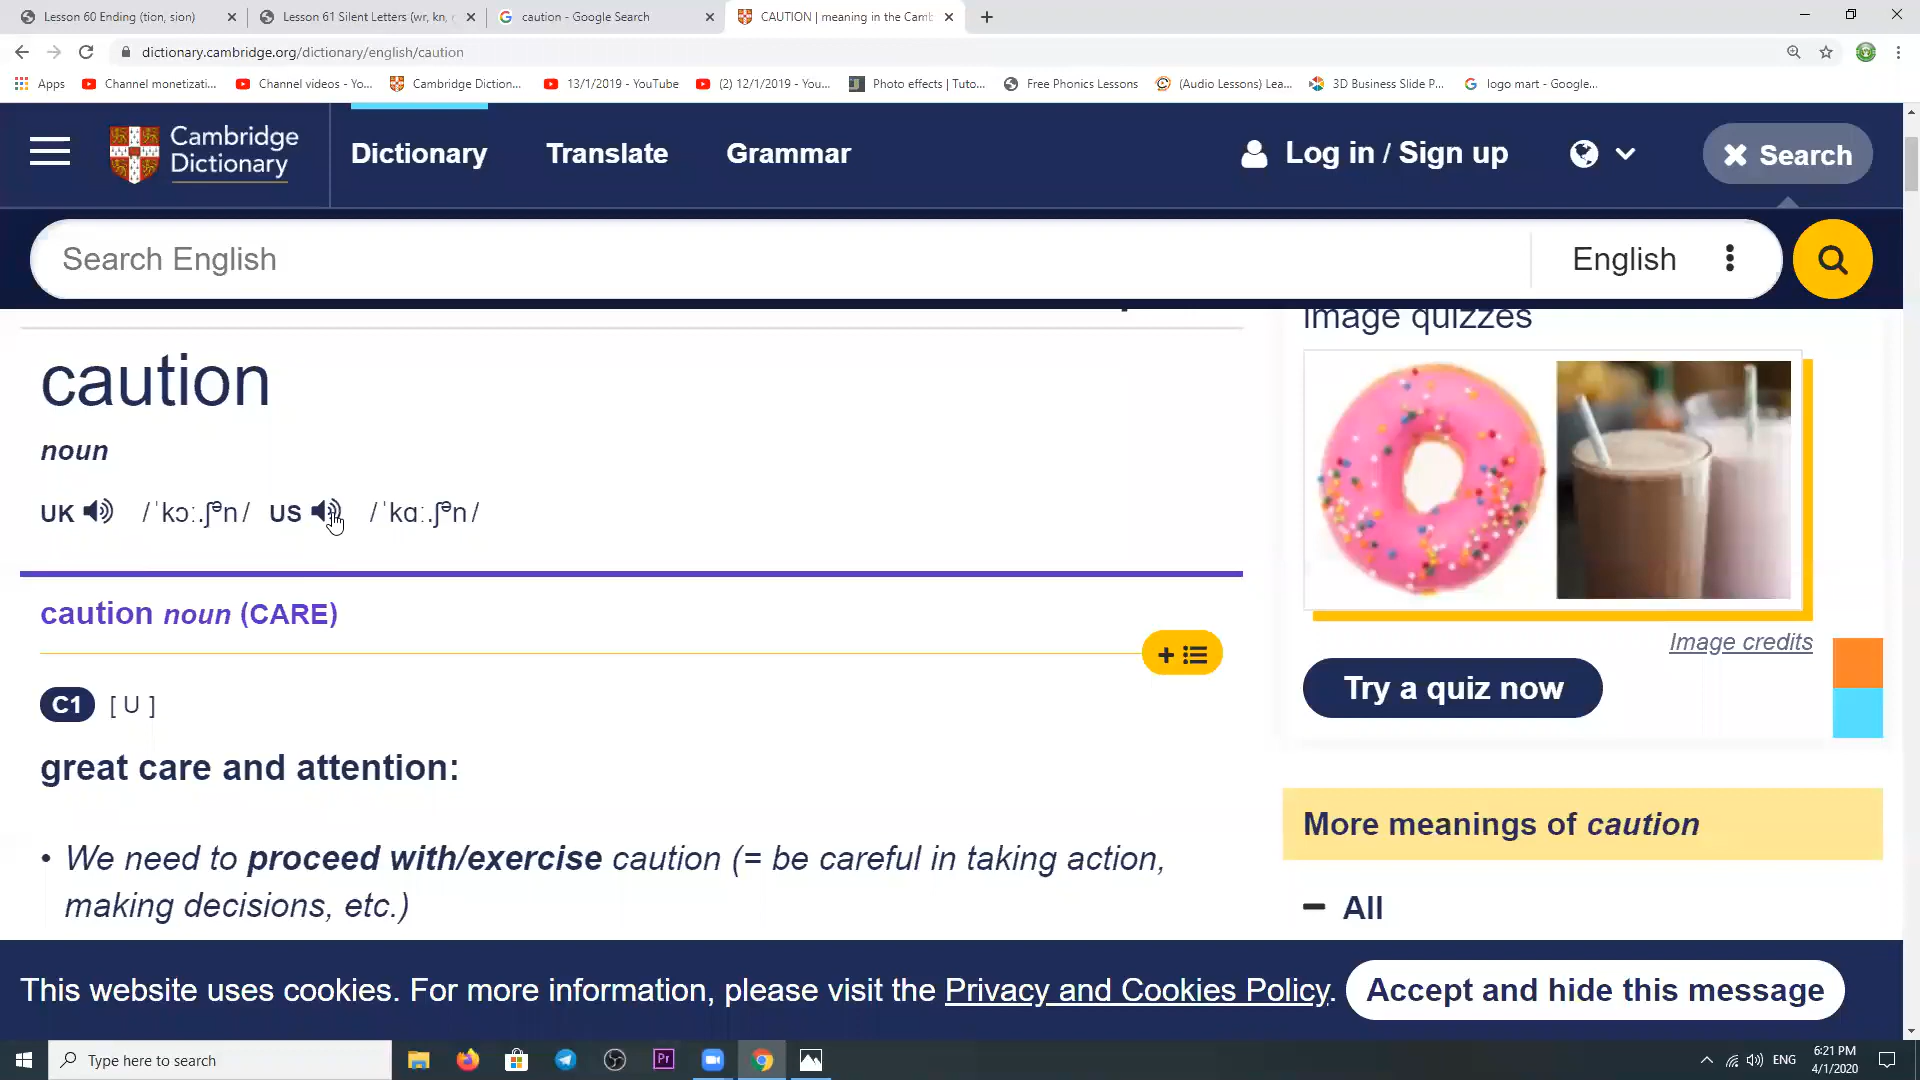 Lesson 60 Ending (tion, sion)
Lesson 61 Silent Letters (wr, kn,
caution - Google Search
CAUTION | meaning in the Camb
dictionary.cambridge.org/dictionary/english/caution
Apps
Channel monetizati...
Channel videos - Yo...
Cambridge Diction...
13/1/2019 - YouTube
(2) 12/1/2019 - You...
Photo effects | Tuto...
Free Phonics Lessons
(Audio Lessons) Lea...
3D Business Slide P...
logo mart - Google...
Cambridge
Dictionary
Dictionary
Translate
Grammar
Log in / Sign up
Search
Search English
English
Image quizzes
caution
noun
UK /ˈkɔː.ʃᵊn/ US /ˈkɑː.ʃᵊn/
caution noun (CARE)
C1 [ U ]
great care and attention:
• We need to proceed with/exercise caution (= be careful in taking action,
making decisions, etc.)
Image credits
Try a quiz now
More meanings of caution
All
This website uses cookies. For more information, please visit the Privacy and Cookies Policy.
Accept and hide this message
Type here to search
Pr
ENG
6:21 PM
4/1/2020